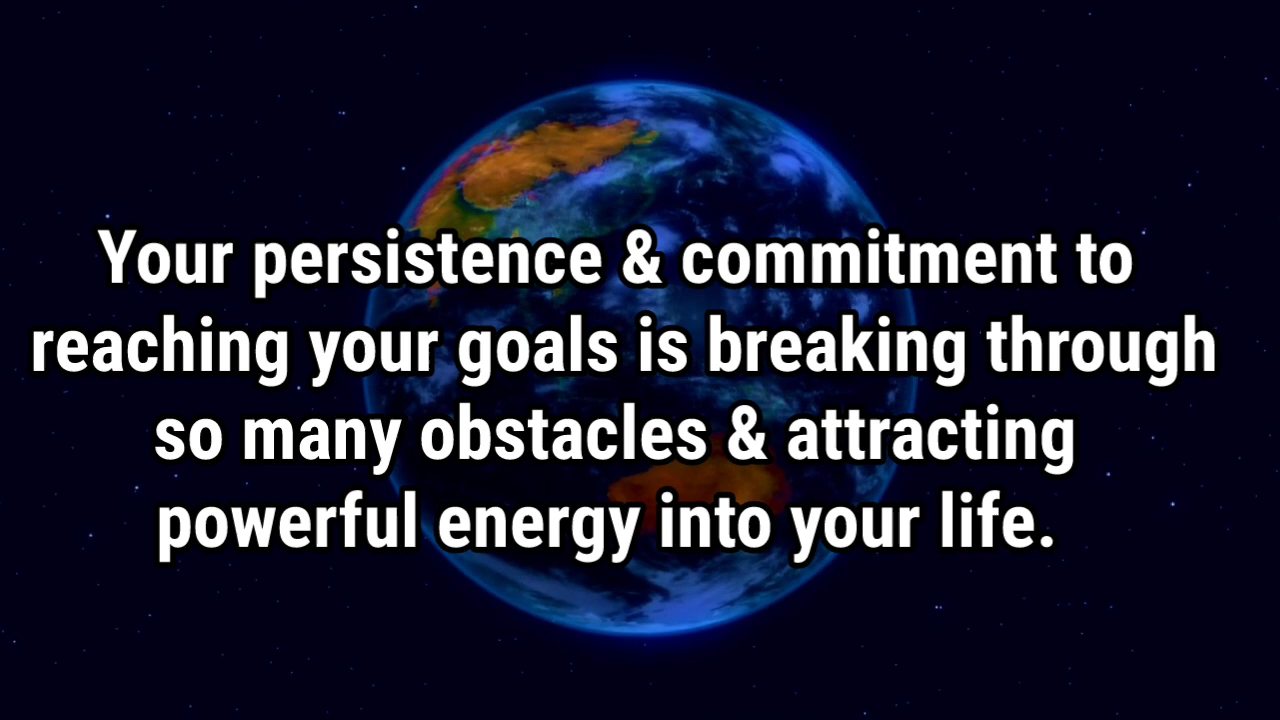 Your persistence & commitment to
reaching your goals is breaking through
so many obstacles & attracting
powerful energy into your life.